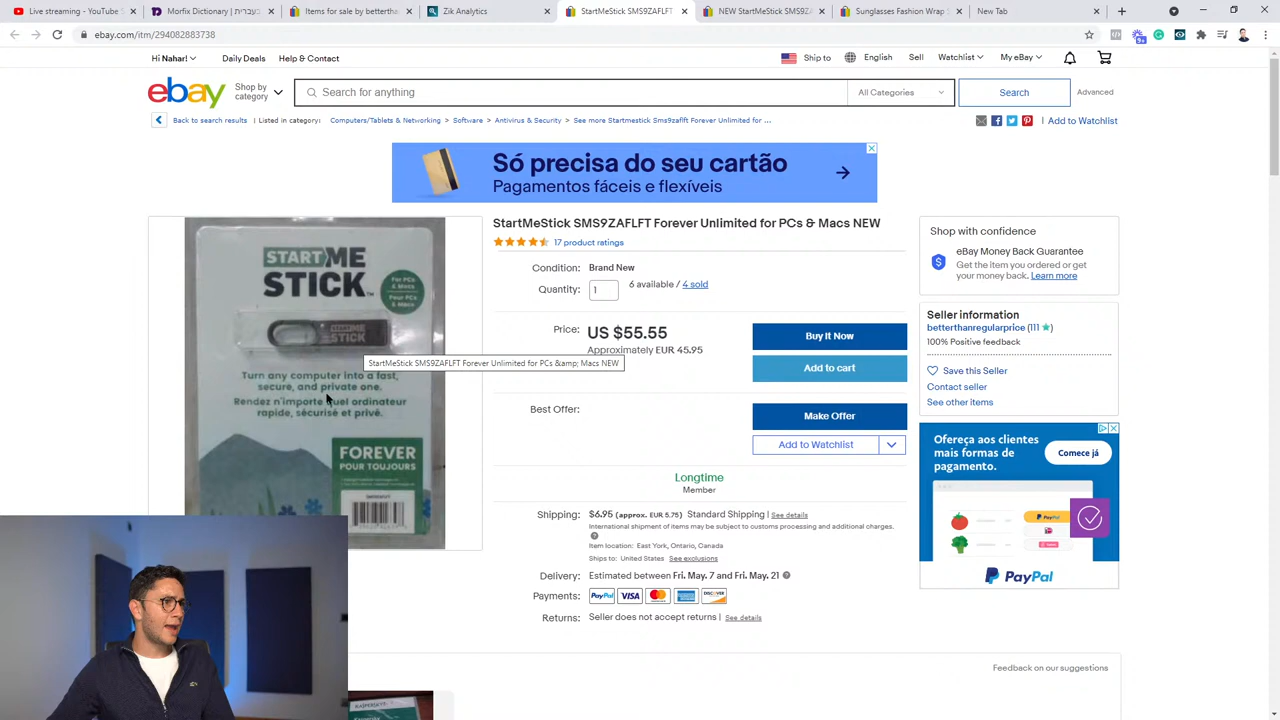 Live streaming - YouTube S
Morfix Dictionary | בעברית
Items for sale by betterthar
Zik Analytics
StartMeStick SMS9ZAFLFT
NEW StartMeStick SMS9Z
Sunglasses Fashion Wrap
New Tab
ebay.com/itm/294082883738
9+
Hi Nahar!
Daily Deals
Help & Contact
Ship to
English
Sell
Watchlist
My eBay
ebay
Shop by
category
Search for anything
All Categories
Search
Advanced
Back to search results
Listed in category:
Computers/Tablets & Networking
Software
Antivirus & Security
See more Startmestick Sms9zaflft Forever Unlimited for ...
Add to Watchlist
Só precisa do seu cartão
Pagamentos fáceis e flexíveis
StartMeStick SMS9ZAFLFT Forever Unlimited for PCs & Macs NEW
17 product ratings
Condition: Brand New
Quantity: 1 6 available / 4 sold
Price: US $55.55
Approximately EUR 45.95
Buy It Now
Add to cart
Best Offer:
Make Offer
Add to Watchlist
Longtime
Member
Shipping: $6.95 (approx. EUR 5.75) Standard Shipping | See details
International shipment of items may be subject to customs processing and additional charges.
Item location: East York, Ontario, Canada
Ships to: United States See exclusions
Delivery: Estimated between Fri. May. 7 and Fri. May. 21
Payments: PayPal VISA
DISCOVER
Returns: Seller does not accept returns | See details
START ME
STICK
For PCs
& Macs
Pour PCs
& Macs
START ME
STICK
StartMeStick SMS9ZAFLFT Forever Unlimited for PCs &amp; Macs NEW
Turn any computer into a fast,
secure, and private one.
Rendez n'importe quel ordinateur
rapide, sécurisé et privé.
FOREVER
POUR TOUJOURS
Shop with confidence
eBay Money Back Guarantee
Get the item you ordered or get
your money back. Learn more
Seller information
betterthanregularprice (111)
100% Positive feedback
Save this Seller
Contact seller
See other items
Ofereça aos clientes
mais formas de
pagamento.
Comece já
PayPal
PayPal
Feedback on our suggestions